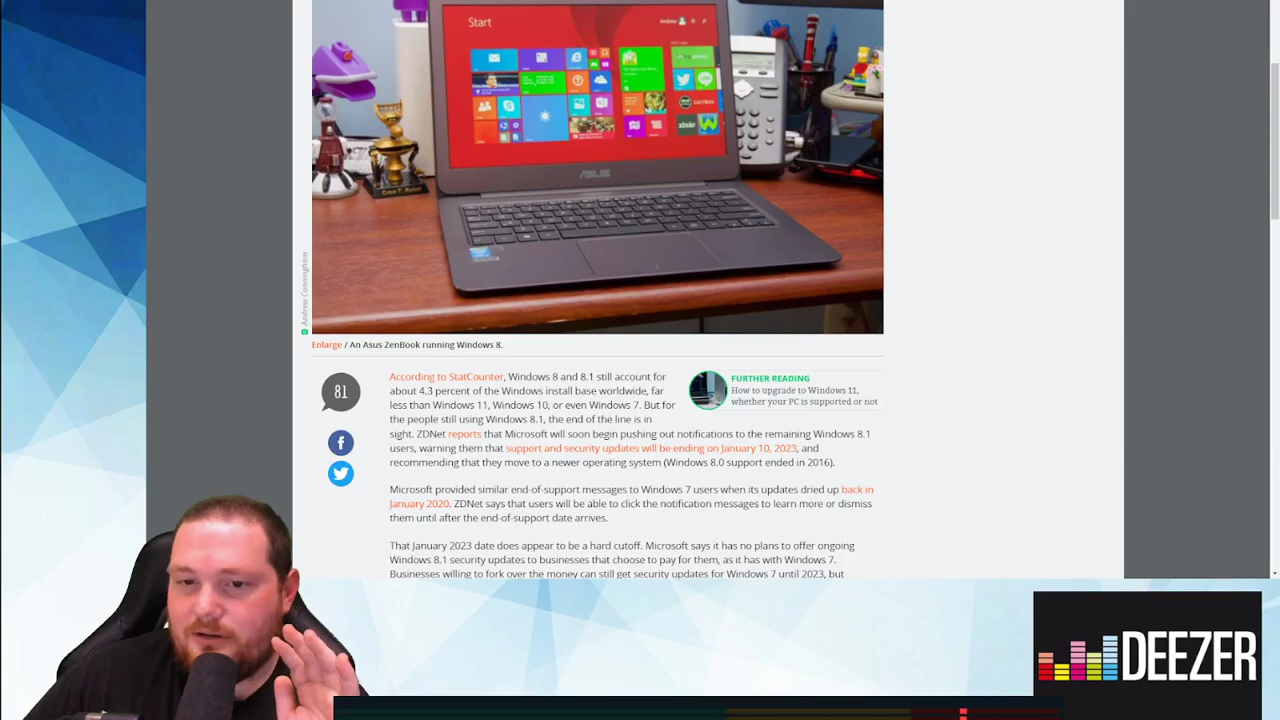 Start
Andrew
ASUS
Crow T. Robot
Andrew Cunningham
Enlarge / An Asus ZenBook running Windows 8.
81
According to StatCounter, Windows 8 and 8.1 still account for
about 4.3 percent of the Windows install base worldwide, far
less than Windows 11, Windows 10, or even Windows 7. But for
the people still using Windows 8.1, the end of the line is in
sight. ZDNet reports that Microsoft will soon begin pushing out notifications to the remaining Windows 8.1
users, warning them that support and security updates will be ending on January 10, 2023, and
recommending that they move to a newer operating system (Windows 8.0 support ended in 2016).
FURTHER READING
How to upgrade to Windows 11,
whether your PC is supported or not
Microsoft provided similar end-of-support messages to Windows 7 users when its updates dried up back in
January 2020. ZDNet says that users will be able to click the notification messages to learn more or dismiss
them until after the end-of-support date arrives.
That January 2023 date does appear to be a hard cutoff. Microsoft says it has no plans to offer ongoing
Windows 8.1 security updates to businesses that choose to pay for them, as it has with Windows 7.
Businesses willing to fork over the money can still get security updates for Windows 7 until 2023, but
DEEZER